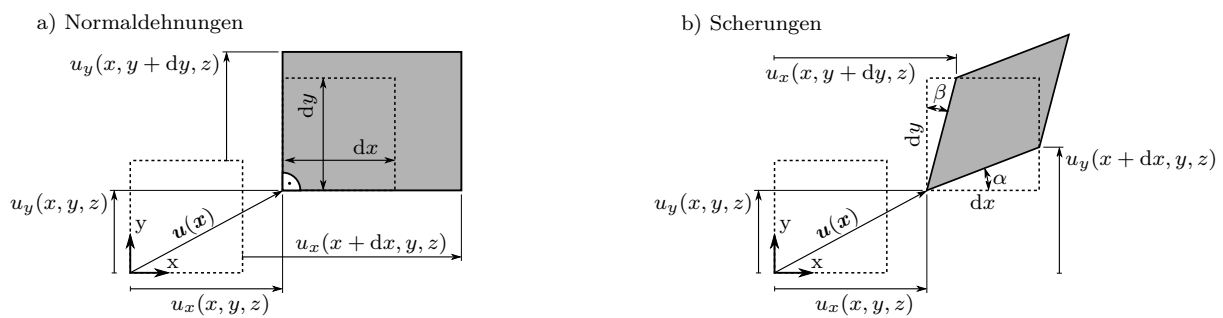 a) Normaldehnungen
u_y(x, y + dy, z)
dy
dx
u_y(x, y, z)
y
u(x)
x
u_x(x + dx, y, z)
u_x(x, y, z)
b) Scherungen
u_x(x, y + dy, z)
β
dy
u_y(x + dx, y, z)
α
dx
u_y(x, y, z)
y
u(x)
x
u_x(x, y, z)